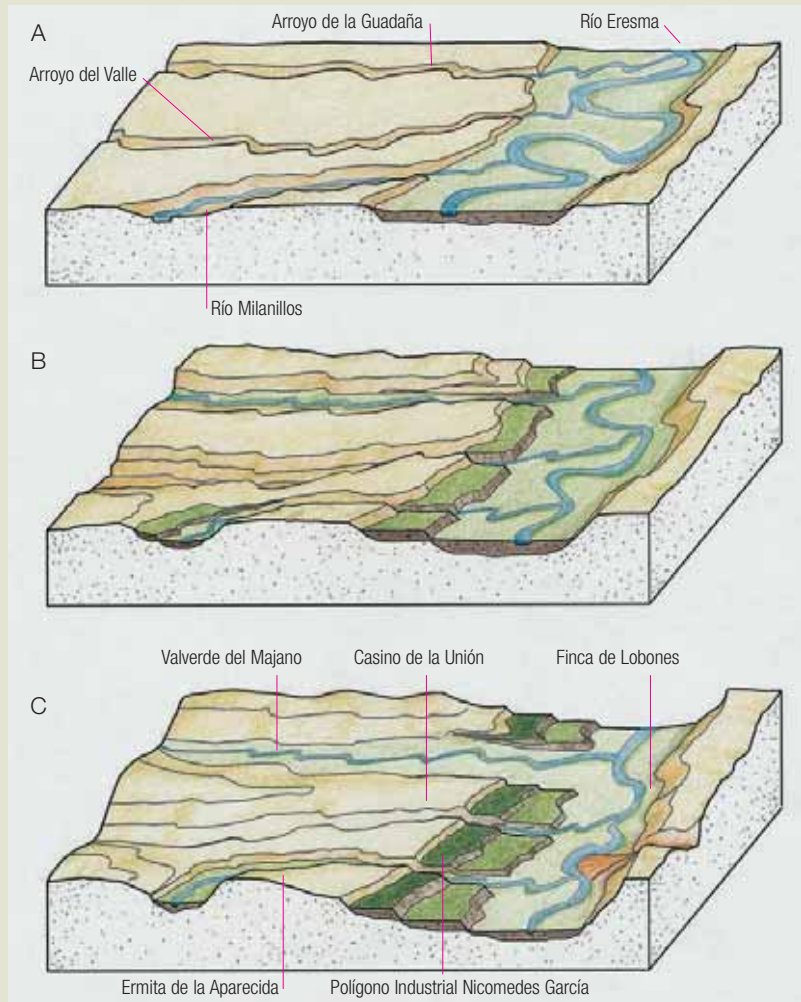 A
Arroyo de la Guadaña
Río Eresma
Arroyo del Valle
Río Milanillos
B
Valverde del Majano
Casino de la Unión
Finca de Lobones
C
Ermita de la Aparecida
Polígono Industrial Nicomedes García